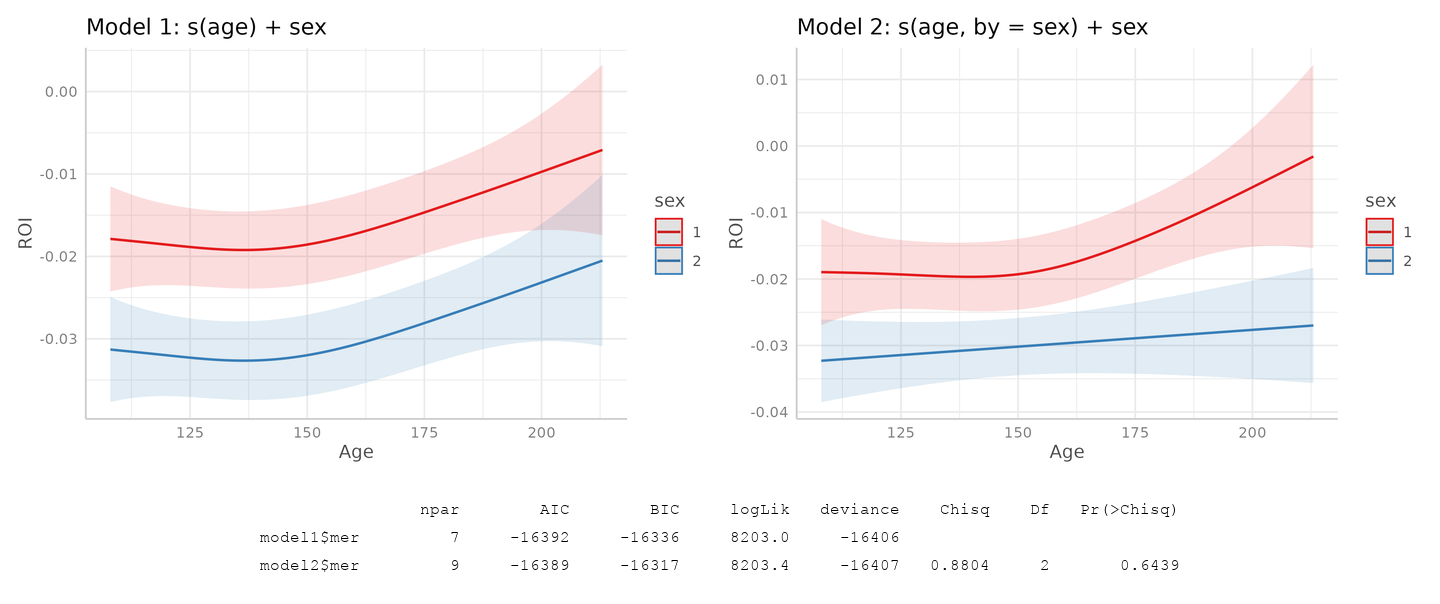 Model 1: s(age) + sex
0.00
-0.01
-0.02
-0.03
ROI
125 150 175 200
Age
sex
1
2
Model 2: s(age, by = sex) + sex
0.01
0.00
-0.01
-0.02
-0.03
-0.04
ROI
125 150 175 200
Age
sex
1
2
npar AIC BIC logLik deviance Chisq Df Pr(>Chisq)
model1$mer 7 -16392 -16336 8203.0 -16406
model2$mer 9 -16389 -16317 8203.4 -16407 0.8804 2 0.6439